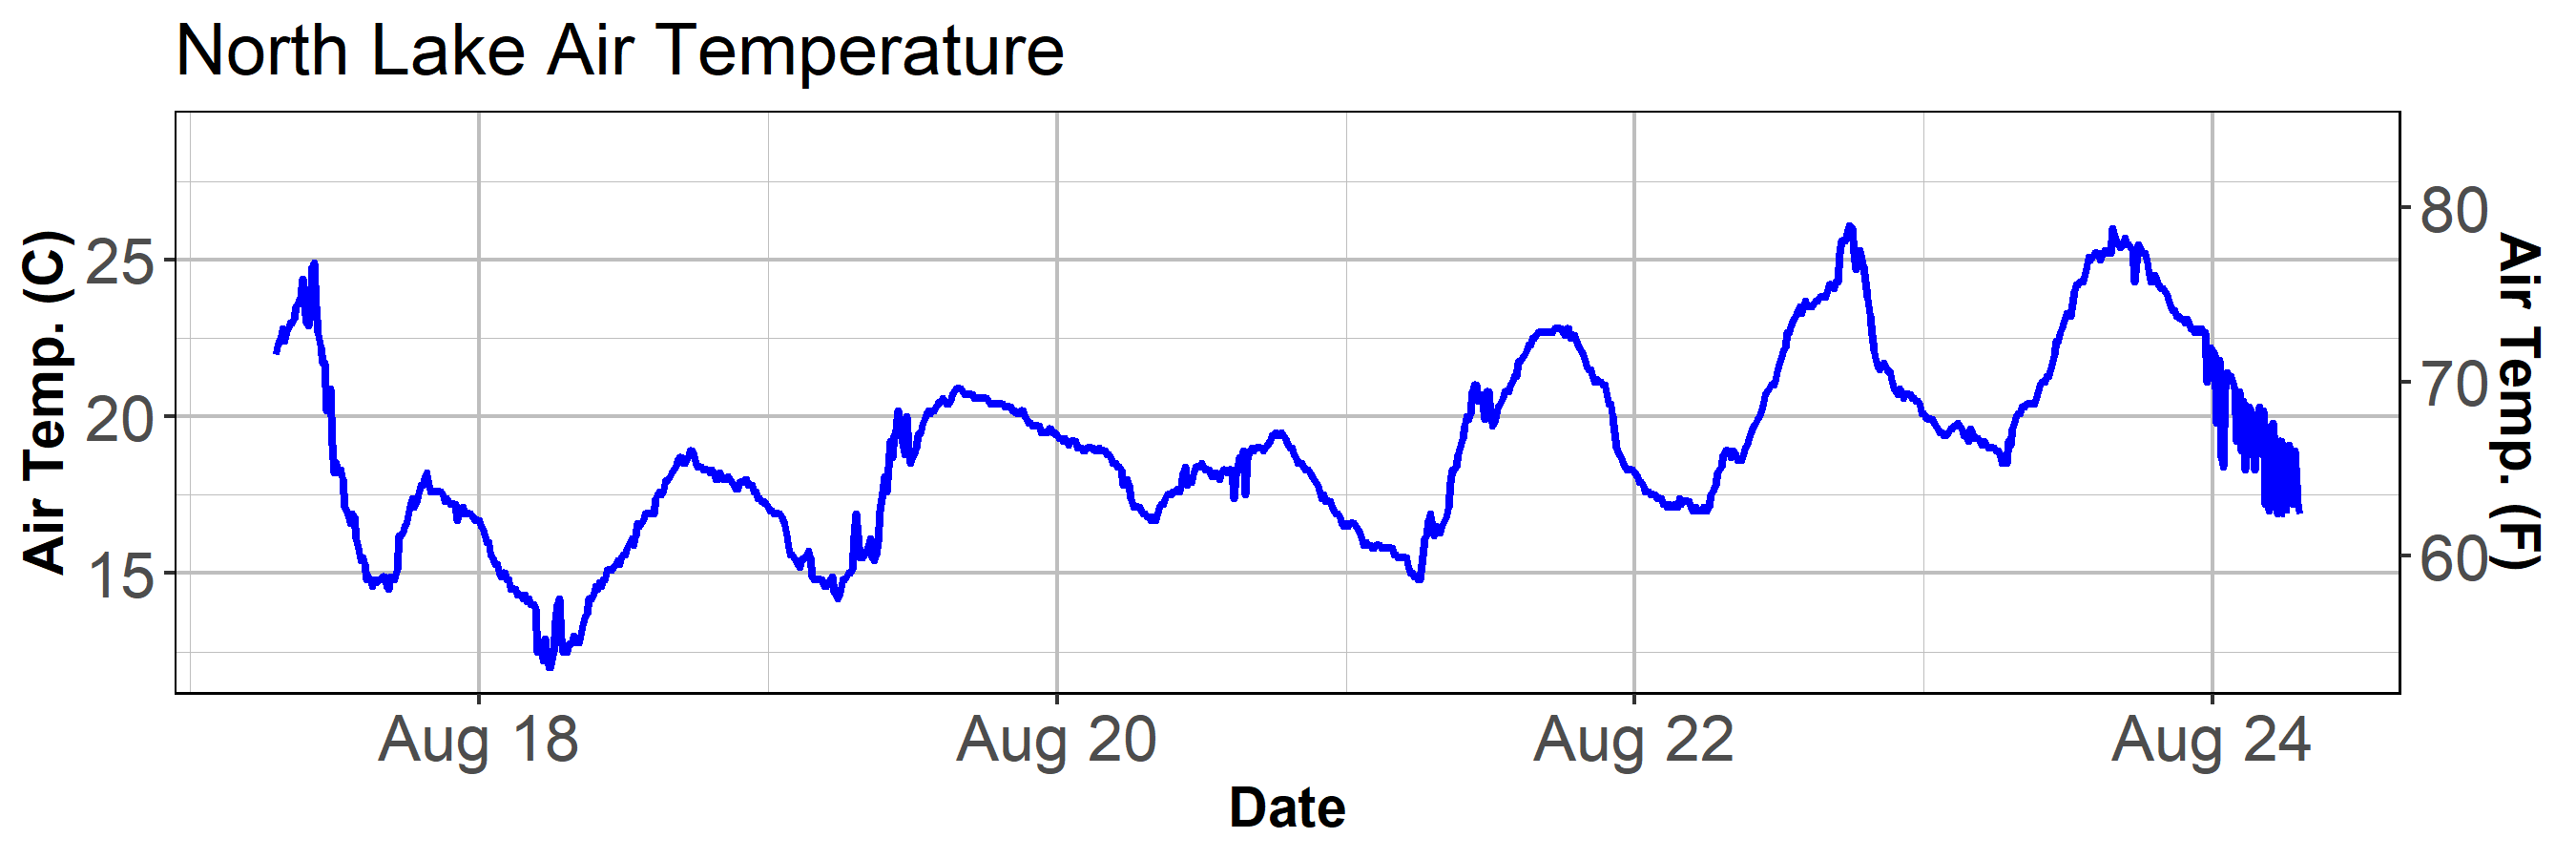 North Lake Air Temperature
Air Temp. (C)
25
20
15
80
70
60
Air Temp. (F)
Aug 18
Aug 20
Aug 22
Aug 24
Date